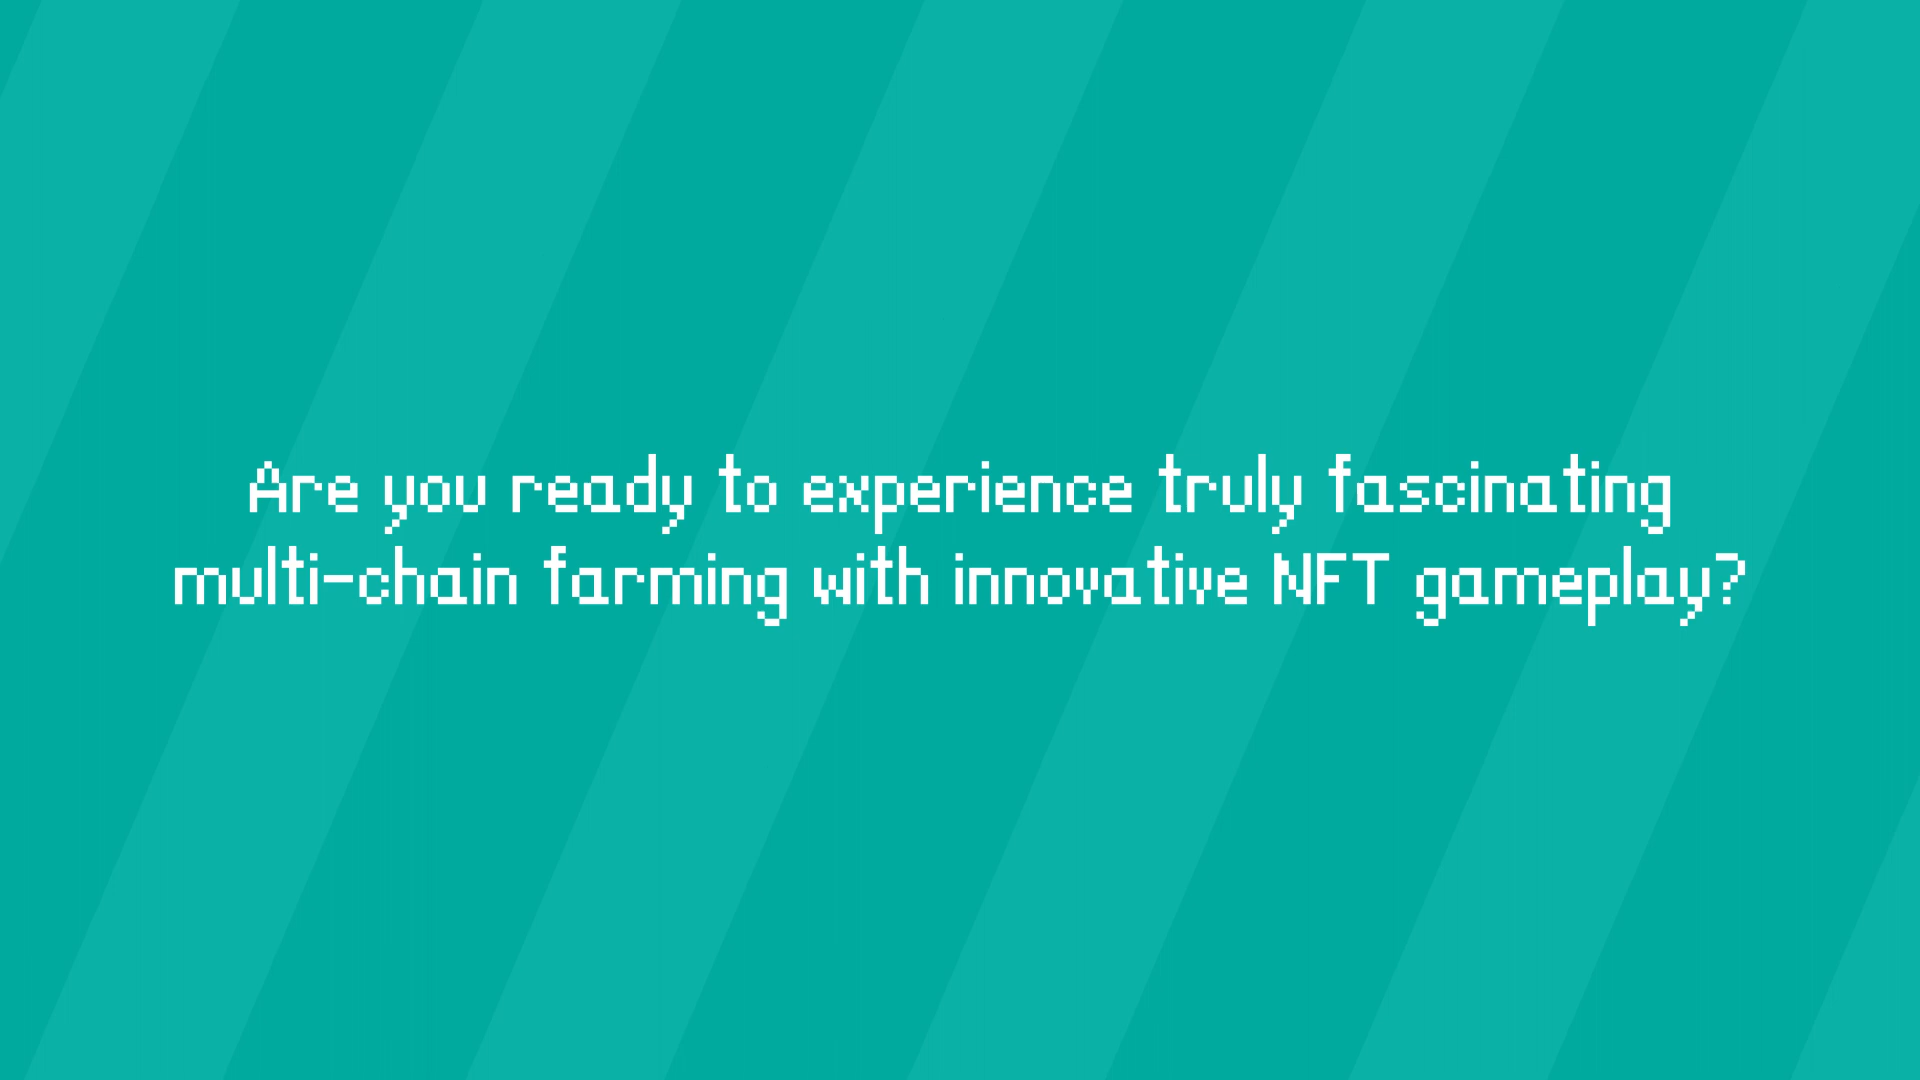 Are you ready to experience truly fascinating
multi-chain farming with innovative NFT gameplay?